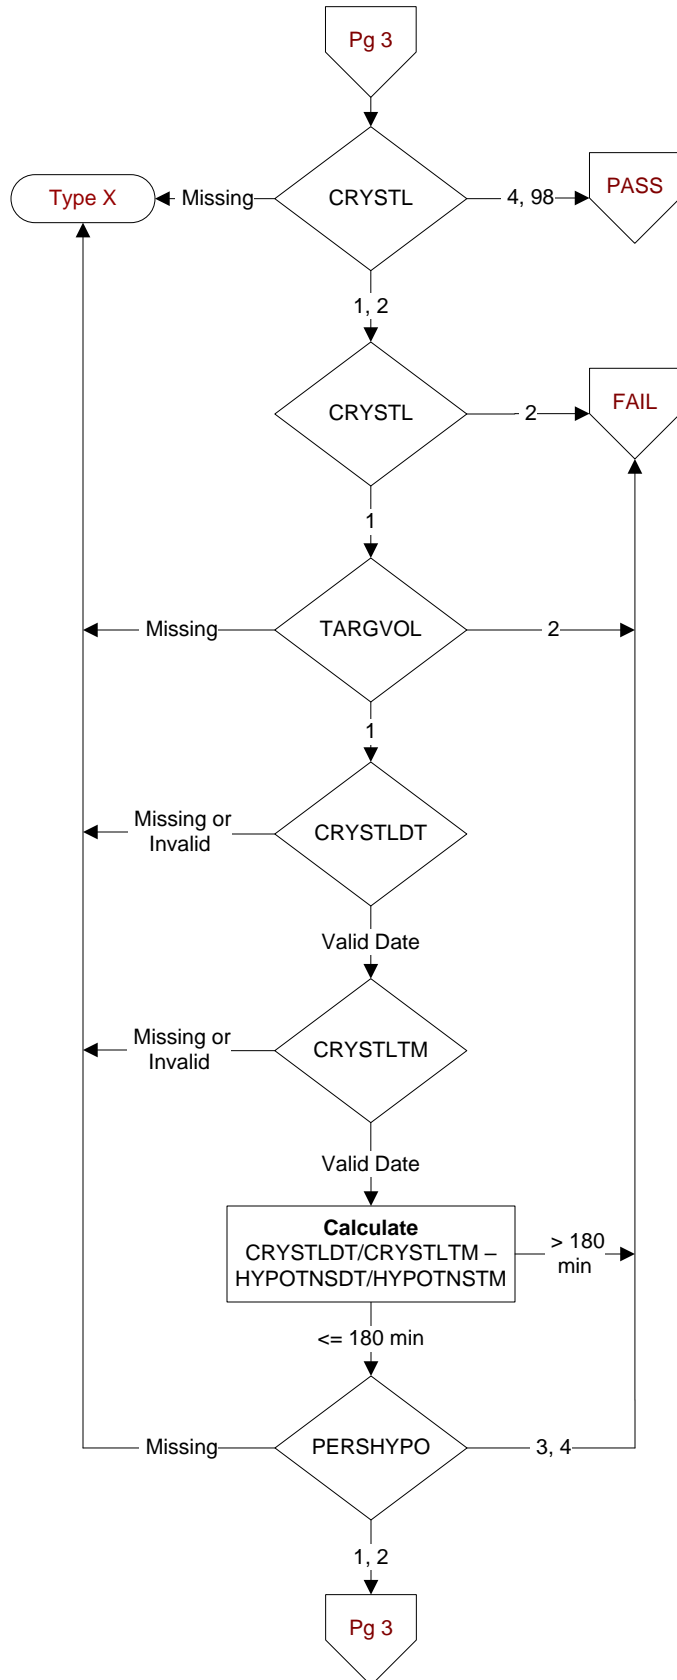 Pg 3
Type X
Missing
CRYSTL
4, 98
PASS
1, 2
CRYSTL
2
FAIL
1
Missing
TARGVOL
2
1
Missing or
Invalid
CRYSTLDT
Valid Date
Missing or
Invalid
CRYSTLTM
Valid Date
Calculate
CRYSTLDT/CRYSTLTM –
HYPOTNSDT/HYPOTNSTM
> 180
min
<= 180 min
Missing
PERSHYPO
3, 4
1, 2
Pg 3